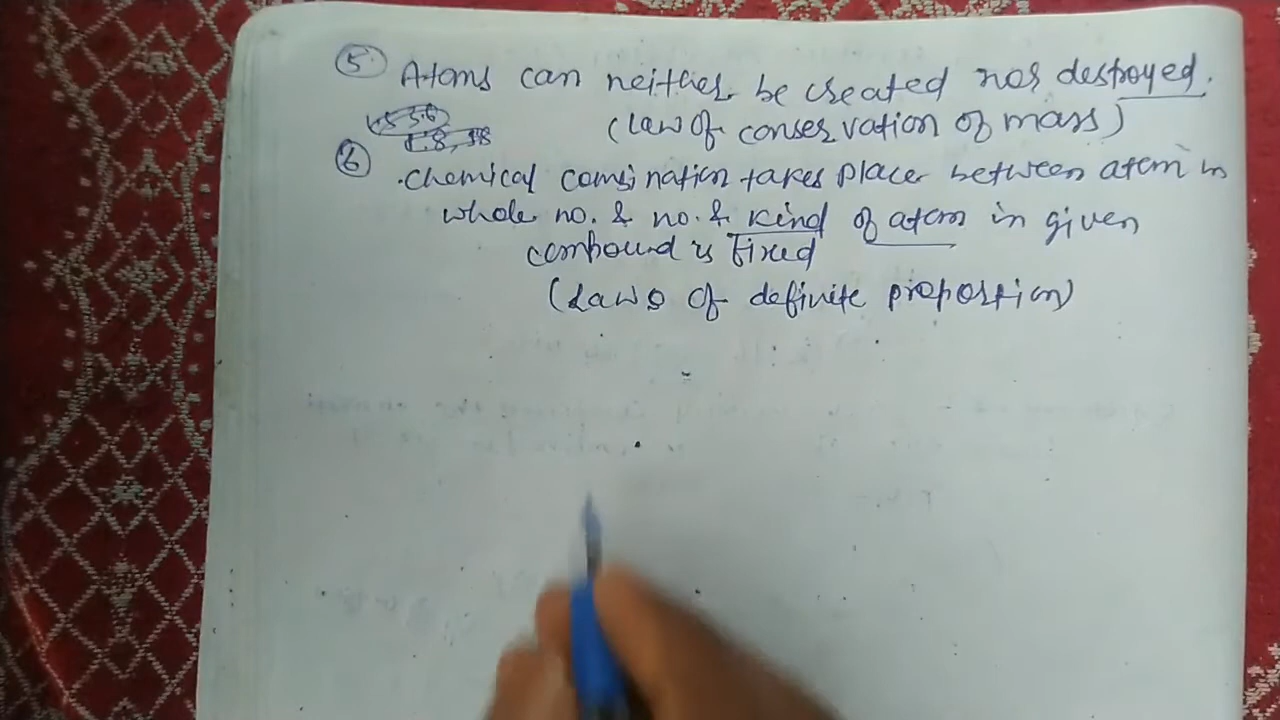 5. Atoms can neither be created nor destroyed.
(law of conservation of mass)
6 .chemical combination takes place between atom in
whole no. & no. & kind of atom in given
compound is fixed
(Laws of definite proportion)